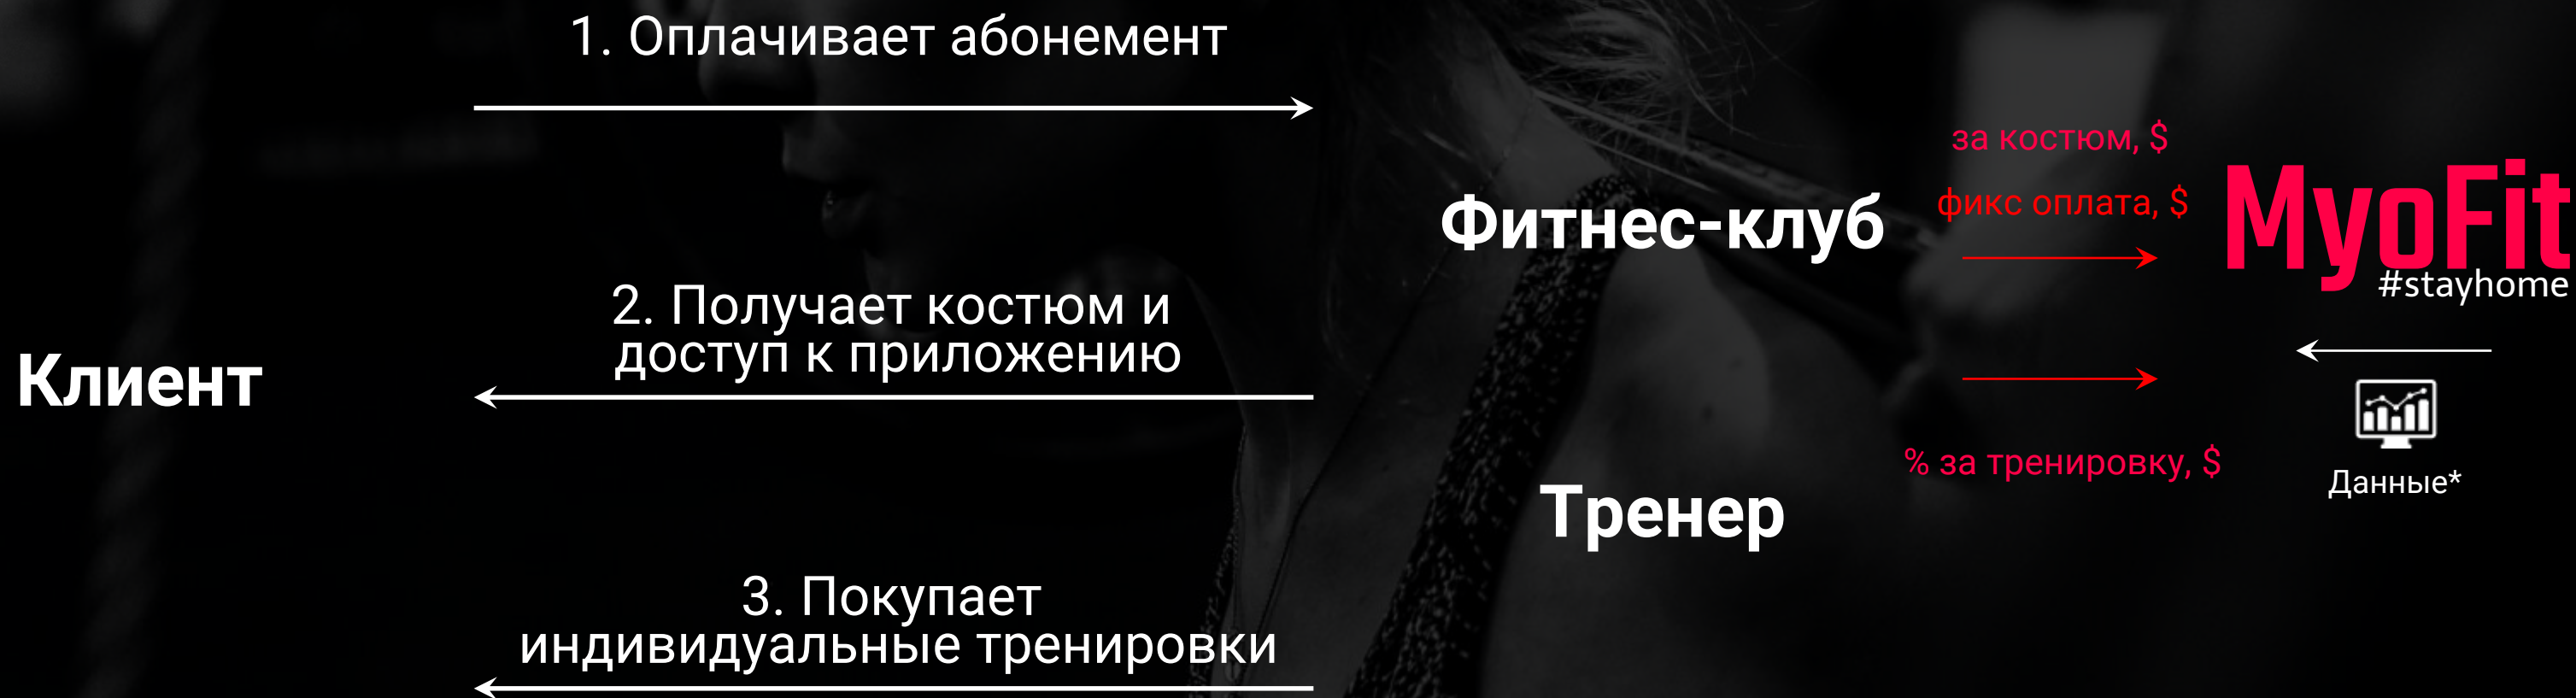 1. Оплачивает абонемент
за костюм, $
фикс оплата, $
MyoFit
#stayhome
Фитнес-клуб
2. Получает костюм и
доступ к приложению
Клиент
% за тренировку, $
Данные*
Тренер
3. Покупает
индивидуальные тренировки